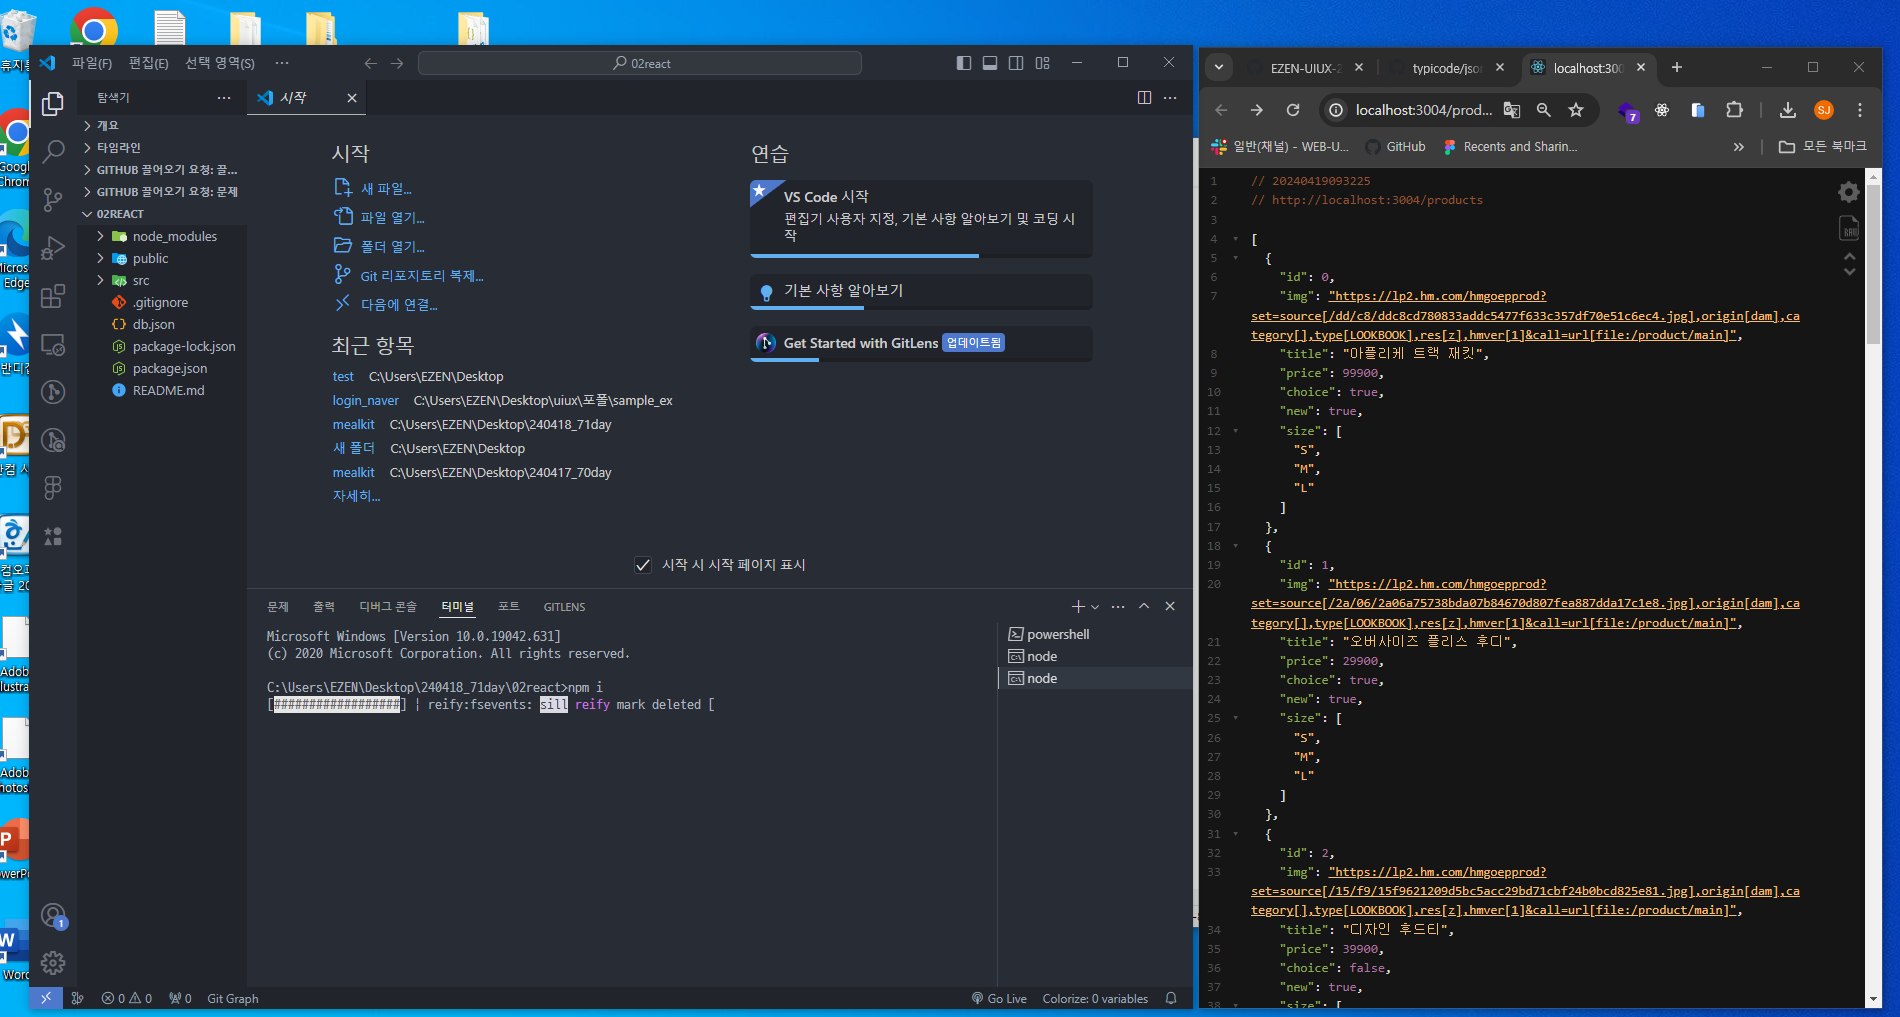 휴지통
Google
Chrom
Micros
Edge
반디집
한컴
Adob
Adob
Word
파일(F) 편집(E) 선택 영역(S) ···
02react
탐색기 ···
시작
개요
타임라인
GITHUB 끌어오기 요청: 끌...
GITHUB 끌어오기 요청: 문제
02REACT
node_modules
public
src
.gitignore
db.json
package-lock.json
package.json
README.md
시작
새 파일...
파일 열기...
폴더 열기...
Git 리포지토리 복제...
다음에 연결...
최근 항목
test C:\Users\EZEN\Desktop
login_naver C:\Users\EZEN\Desktop\uiux\포폴\sample_ex
mealkit C:\Users\EZEN\Desktop\240418_71day
새 폴더 C:\Users\EZEN\Desktop
mealkit C:\Users\EZEN\Desktop\240417_70day
자세히...
연습
VS Code 시작
편집기 사용자 지정, 기본 사항 알아보기 및 코딩 시
작
기본 사항 알아보기
Get Started with GitLens 업데이트됨
시작 시 시작 페이지 표시
문제 출력 디버그 콘솔 터미널 포트 GITLENS
Microsoft Windows [Version 10.0.19042.631]
(c) 2020 Microsoft Corporation. All rights reserved.
C:\Users\EZEN\Desktop\240418_71day\02react>npm i
[##################] ¦ reify:fsevents: sill reify mark deleted [
powershell
node
node
1
0 0 0 Git Graph
Go Live Colorize: 0 variables
EZEN-UIUX-2 typicode/jso localhost:300
localhost:3004/prod... 7 SJ
일반(채널) - WEB-U... GitHub Recents and Sharin... » 모든 북마크
1 // 20240419093225
2 // http://localhost:3004/products
3
4 [
5 {
6 "id": 0,
7 "img": "https://lp2.hm.com/hmgoepprod?
set=source[/dd/c8/ddc8cd780833addc5477f633c357df70e51c6ec4.jpg],origin[dam],ca
tegory[],type[LOOKBOOK],res[z],hmver[1]&call=url[file:/product/main]",
8 "title": "아플리케 트랙 재킷",
9 "price": 99900,
10 "choice": true,
11 "new": true,
12 "size": [
13 "S",
14 "M",
15 "L"
16 ]
17 },
18 {
19 "id": 1,
20 "img": "https://lp2.hm.com/hmgoepprod?
set=source[/2a/06/2a06a75738bda07b84670d807fea887dda17c1e8.jpg],origin[dam],ca
tegory[],type[LOOKBOOK],res[z],hmver[1]&call=url[file:/product/main]",
21 "title": "오버사이즈 플리스 후디",
22 "price": 29900,
23 "choice": true,
24 "new": true,
25 "size": [
26 "S",
27 "M",
28 "L"
29 ]
30 },
31 {
32 "id": 2,
33 "img": "https://lp2.hm.com/hmgoepprod?
set=source[/15/f9/15f9621209d5bc5acc29bd71cbf24b0bcd825e81.jpg],origin[dam],ca
tegory[],type[LOOKBOOK],res[z],hmver[1]&call=url[file:/product/main]",
34 "title": "디자인 후드티",
35 "price": 39900,
36 "choice": false,
37 "new": true,
38 "size": [